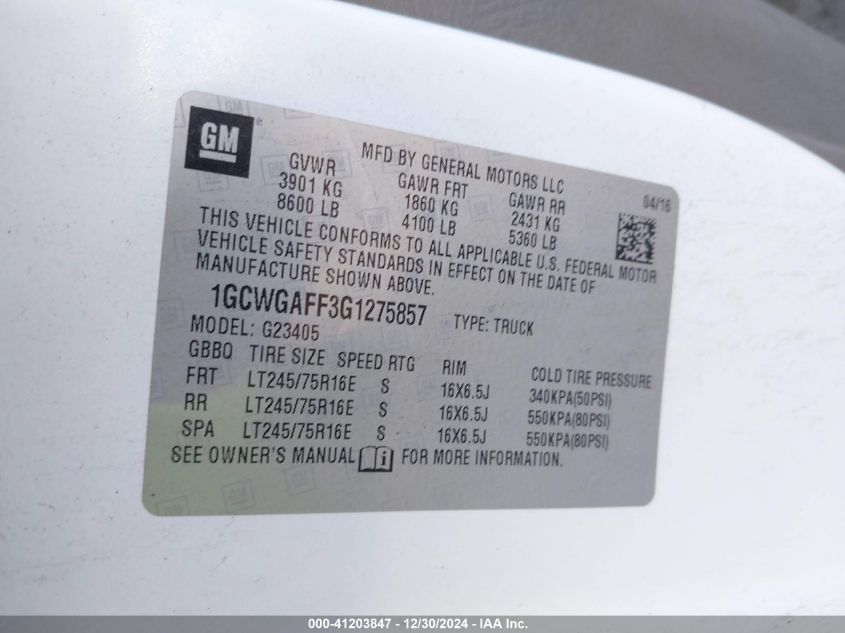 GM
MFD BY GENERAL MOTORS LLC
04/16
GVWR GAWR FRT GAWR RR
3901 KG 1860 KG 2431 KG
8600 LB 4100 LB 5360 LB
THIS VEHICLE CONFORMS TO ALL APPLICABLE U.S. FEDERAL MOTOR
VEHICLE SAFETY STANDARDS IN EFFECT ON THE DATE OF
MANUFACTURE SHOWN ABOVE.
1GCWGAFF3G1275857 TYPE: TRUCK
MODEL: G23405
GBBQ TIRE SIZE SPEED RTG RIM COLD TIRE PRESSURE
FRT LT245/75R16E S 16X6.5J 340KPA(50PSI)
RR LT245/75R16E S 16X6.5J 550KPA(80PSI)
SPA LT245/75R16E S 16X6.5J 550KPA(80PSI)
SEE OWNER'S MANUAL i FOR MORE INFORMATION.
000-41203847 - 12/30/2024 - IAA Inc.